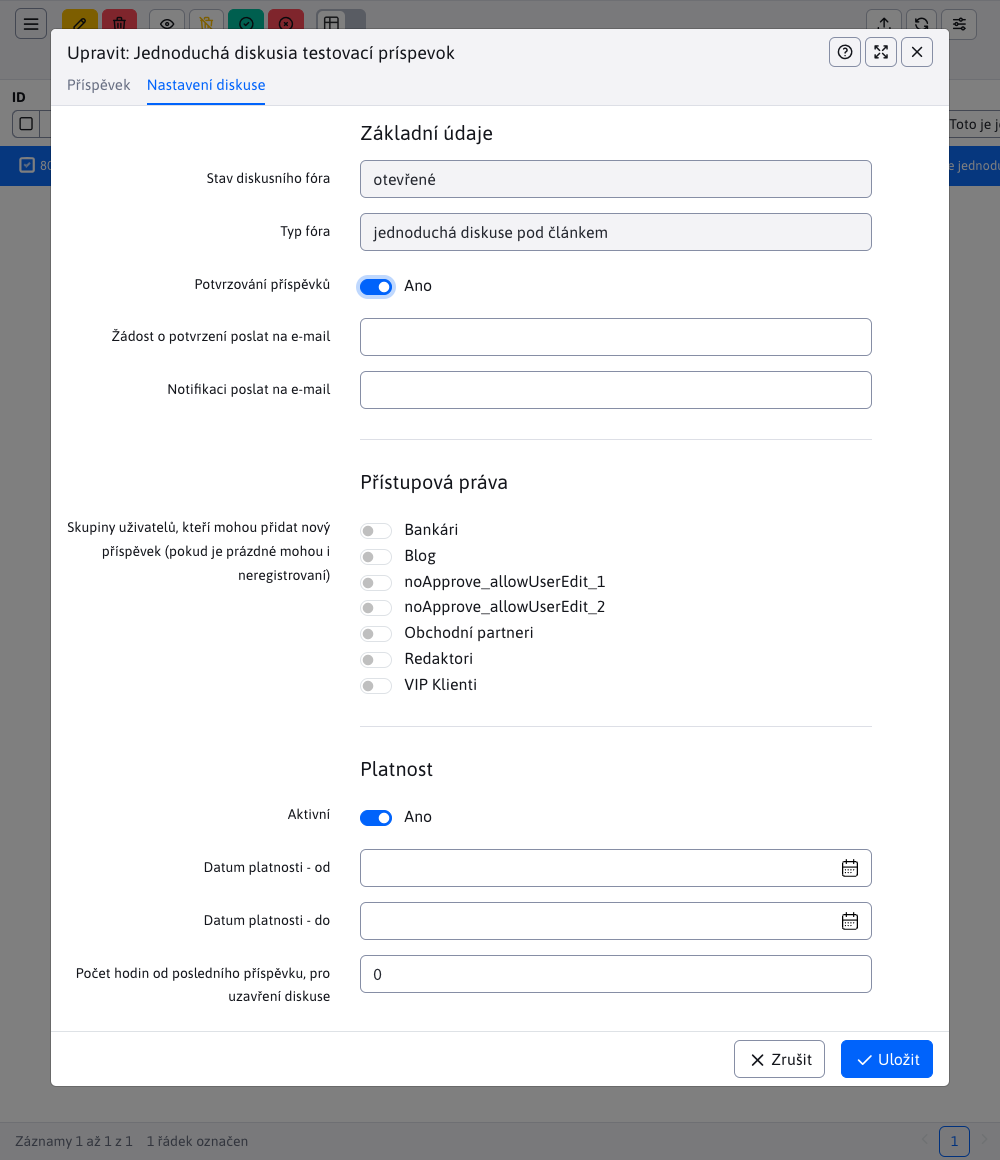 Upravit: Jednoduchá diskusia testovací príspevok
Příspěvek Nastavení diskuse
ID
Toto je
Základní údaje
Stav diskusního fóra
otevřené
Typ fóra
jednoduchá diskuse pod článkem
Potvrzování příspěvků
Ano
Žádost o potvrzení poslat na e-mail
Notifikaci poslat na e-mail
Přístupová práva
Skupiny uživatelů, kteří mohou přidat nový
příspěvek (pokud je prázdné mohou i
neregistrovaní)
Bankári
Blog
noApprove_allowUserEdit_1
noApprove_allowUserEdit_2
Obchodní partneri
Redaktori
VIP Klienti
Platnost
Aktivní
Ano
Datum platnosti - od
Datum platnosti - do
Počet hodin od posledního příspěvku, pro
uzavření diskuse
0
Zrušit
Uložit
Záznamy 1 až 1 z 1 1 řádek označen
1